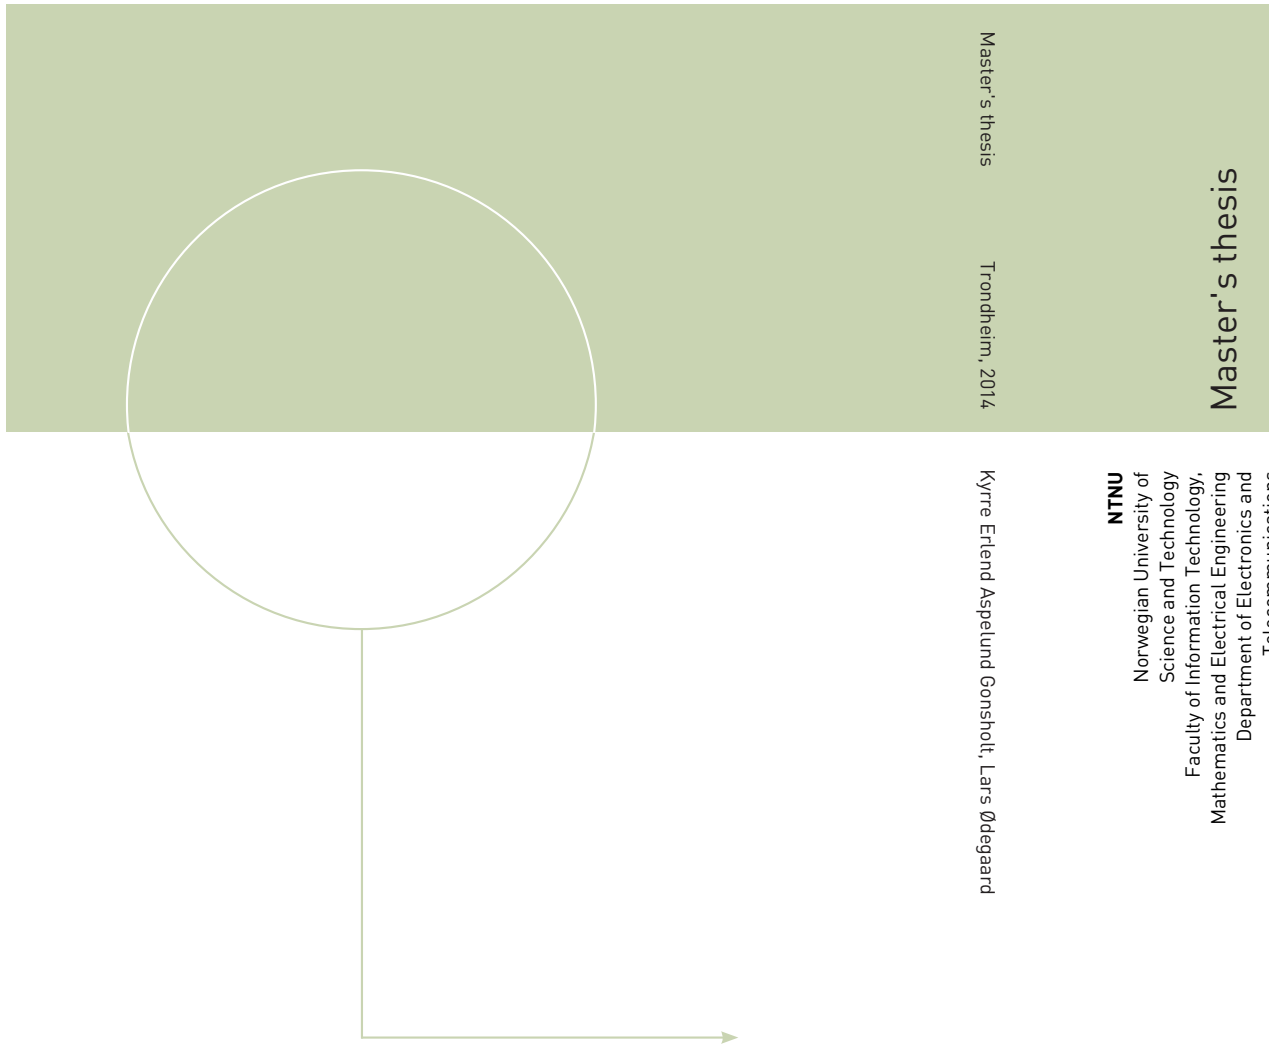 Master's thesis
Trondheim, 2014
Kyrre Erlend Aspelund Gonsholt, Lars Ødegaard
Master's thesis
NTNU
Norwegian University of
Science and Technology
Faculty of Information Technology,
Mathematics and Electrical Engineering
Department of Electronics and